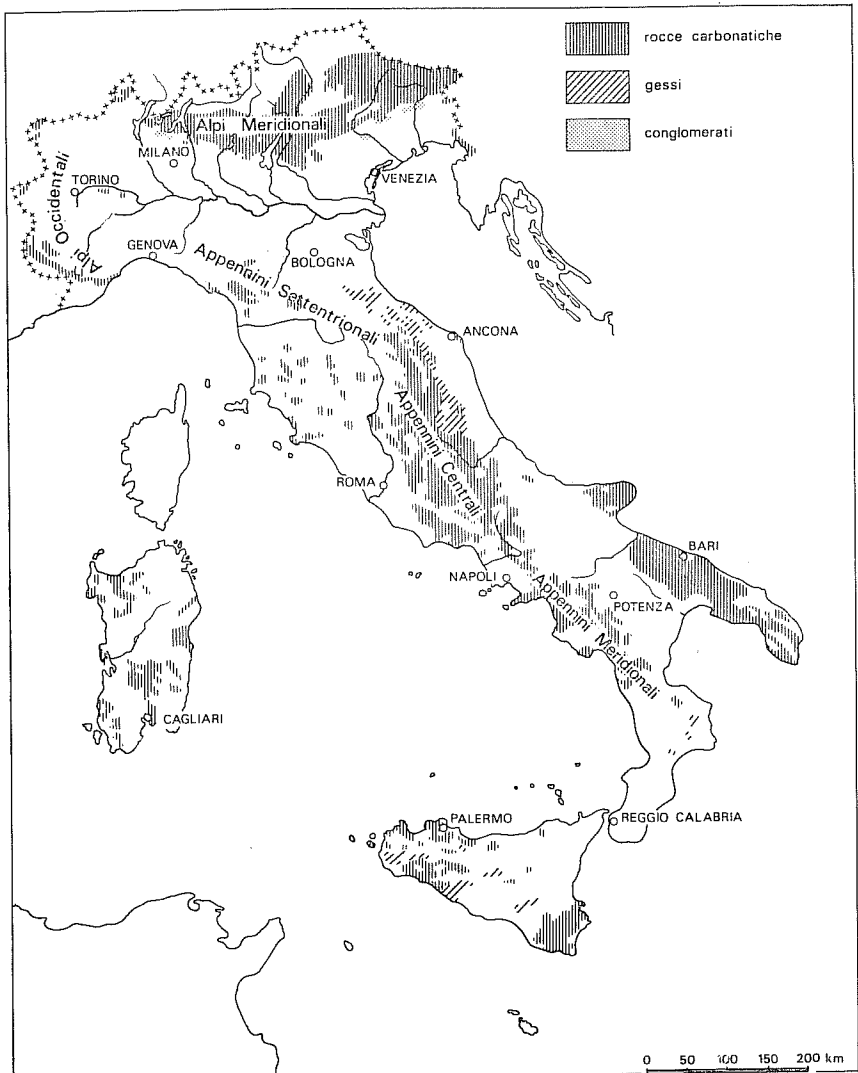 rocce carbonatiche
gessi
conglomerati
Alpi Meridionali
MILANO
VENEZIA
TORINO
Alpi Occidentali
GENOVA
BOLOGNA
Appennini Settentrionali
ANCONA
Appennini Centrali
ROMA
BARI
NAPOLI
POTENZA
Appennini Meridionali
CAGLIARI
PALERMO
REGGIO CALABRIA
0 50 100 150 200 km